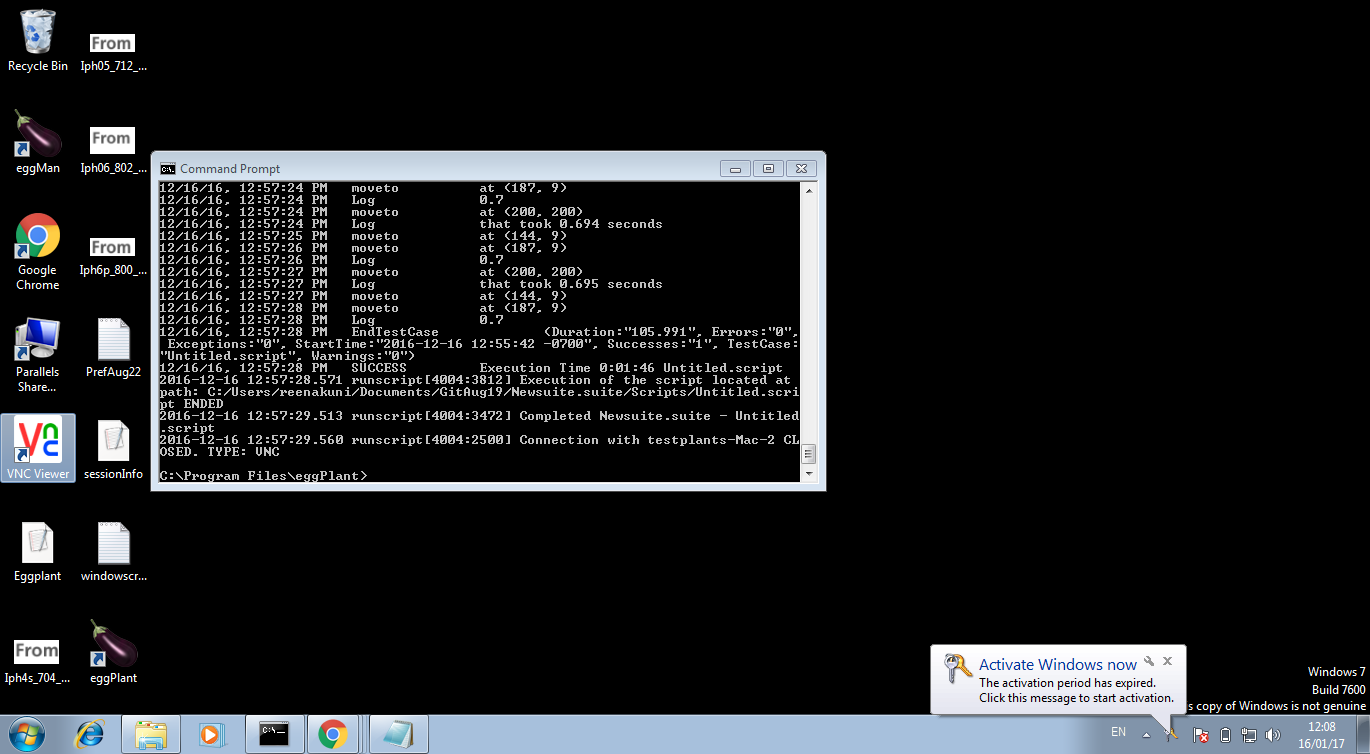 Recycle Bin
From
Iph05_712_...
eggMan
From
Iph06_802_...
Google
Chrome
From
Iph6p_800_...
Parallels
Share...
PrefAug22
VNC Viewer
sessionInfo
Eggplant
windowscr...
From
Iph4s_704_...
eggPlant
C:\.
Command Prompt
12/16/16, 12:57:24 PM moveto at (187, 9)
12/16/16, 12:57:24 PM Log 0.7
12/16/16, 12:57:24 PM moveto at (200, 200)
12/16/16, 12:57:24 PM Log that took 0.694 seconds
12/16/16, 12:57:25 PM moveto at (144, 9)
12/16/16, 12:57:26 PM moveto at (187, 9)
12/16/16, 12:57:26 PM Log 0.7
12/16/16, 12:57:27 PM moveto at (200, 200)
12/16/16, 12:57:27 PM Log that took 0.695 seconds
12/16/16, 12:57:27 PM moveto at (144, 9)
12/16/16, 12:57:28 PM moveto at (187, 9)
12/16/16, 12:57:28 PM Log 0.7
12/16/16, 12:57:28 PM EndTestCase (Duration:"105.991", Errors:"0",
Exceptions:"0", StartTime:"2016-12-16 12:55:42 -0700", Successes:"1", TestCase:
"Untitled.script", Warnings:"0")
12/16/16, 12:57:28 PM SUCCESS Execution Time 0:01:46 Untitled.script
2016-12-16 12:57:28.571 runscript[4004:3812] Execution of the script located at
path: C:/Users/reenakuni/Documents/GitAug19/Newsuite.suite/Scripts/Untitled.scri
pt ENDED
2016-12-16 12:57:29.513 runscript[4004:3472] Completed Newsuite.suite - Untitled
.script
2016-12-16 12:57:29.560 runscript[4004:2500] Connection with testplants-Mac-2 CL
OSED. TYPE: VNC
C:\Program Files\eggPlant>
Activate Windows now
The activation period has expired.
Click this message to start activation.
Windows 7
Build 7600
s copy of Windows is not genuine
EN
12:08
16/01/17